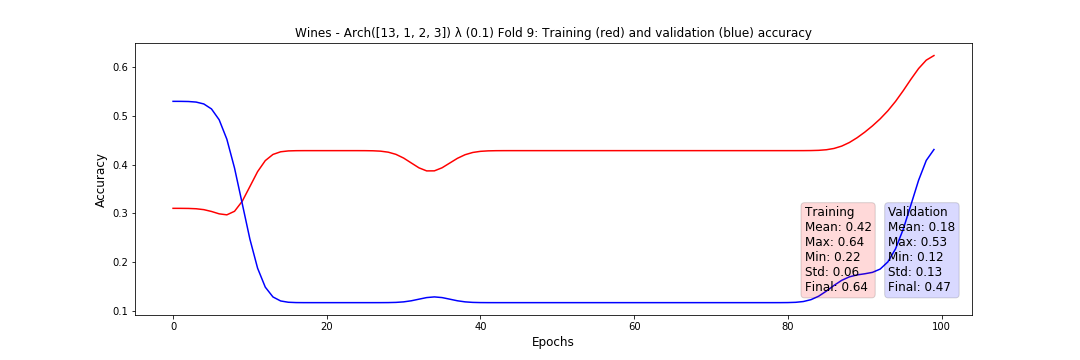 Wines - Arch([13, 1, 2, 3]) λ (0.1) Fold 9: Training (red) and validation (blue) accuracy
Accuracy
0.6
0.5
0.4
0.3
0.2
0.1
Training
Mean: 0.42
Max: 0.64
Min: 0.22
Std: 0.06
Final: 0.64
Validation
Mean: 0.18
Max: 0.53
Min: 0.12
Std: 0.13
Final: 0.47
0
20
40
60
80
100
Epochs